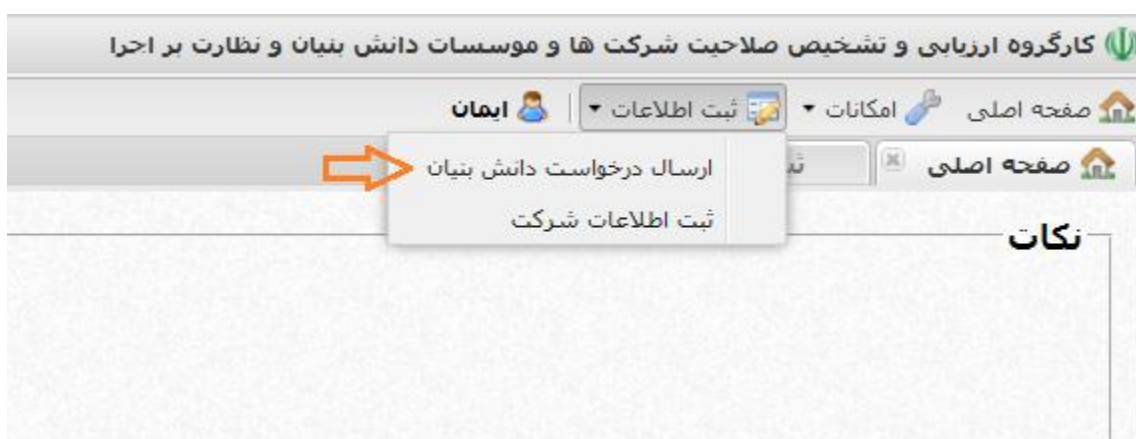 کارگروه ارزیابی و تشخیص صلاحیت شرکت ها و موسسات دانش بنیان و نظارت بر اجرا
صفحه اصلی امکانات ثبت اطلاعات ایمان
ارسال درخواست دانش بنیان
صفحه اصلی
ثبت اطلاعات شرکت
نکات